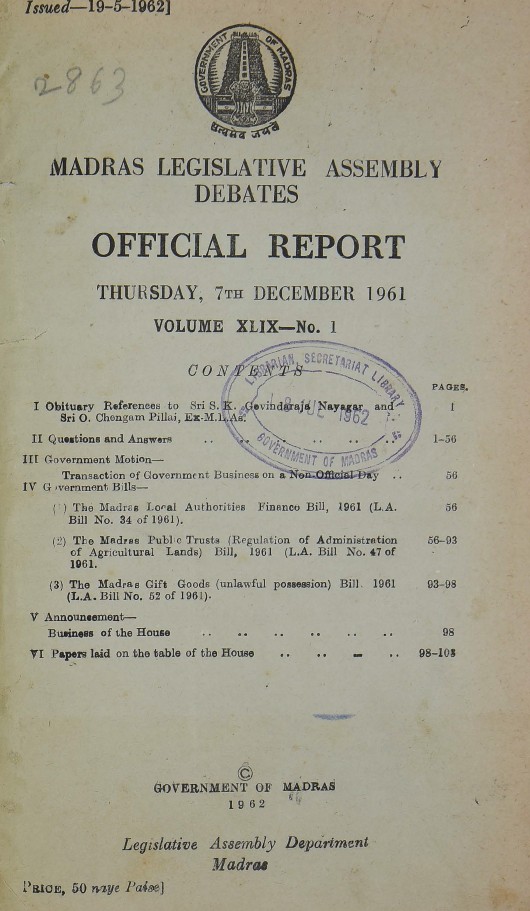 Issued—19-5-1962]
2863
GOVERNMENT OF MADRAS
सत्यमेव जयते
MADRAS LEGISLATIVE ASSEMBLY
DEBATES
OFFICIAL REPORT
THURSDAY, 7TH DECEMBER 1961
VOLUME XLIX—No. 1
CONTENTS
LIBRARIAN, SECRETARIAT LIBRARY
1962
GOVERNMENT OF MADRAS
PAGES.
I Obituary References to Sri S. K. Govindaraja Nayagar and 1
Sri O. Chengam Pillai, Ex-M.L.As.
II Questions and Answers .. .. .. .. .. .. 1-56
III Government Motion—
Transaction of Government Business on a Non-Official Day .. 56
IV Government Bills—
(1) The Madras Local Authorities Finance Bill, 1961 (L.A. 56
Bill No. 34 of 1961).
(2) The Madras Public Trusts (Regulation of Administration 56-93
of Agricultural Lands) Bill, 1961 (L.A. Bill No. 47 of
1961.
(3) The Madras Gift Goods (unlawful possession) Bill 1961 93-98
(L.A. Bill No. 52 of 1961).
V Announcement—
Business of the House .. .. .. .. .. .. 98
VI Papers laid on the table of the House .. .. .. .. 98-103
©
GOVERNMENT OF MADRAS
1962
Legislative Assembly Department
Madras
PRICE, 50 naye Paise]